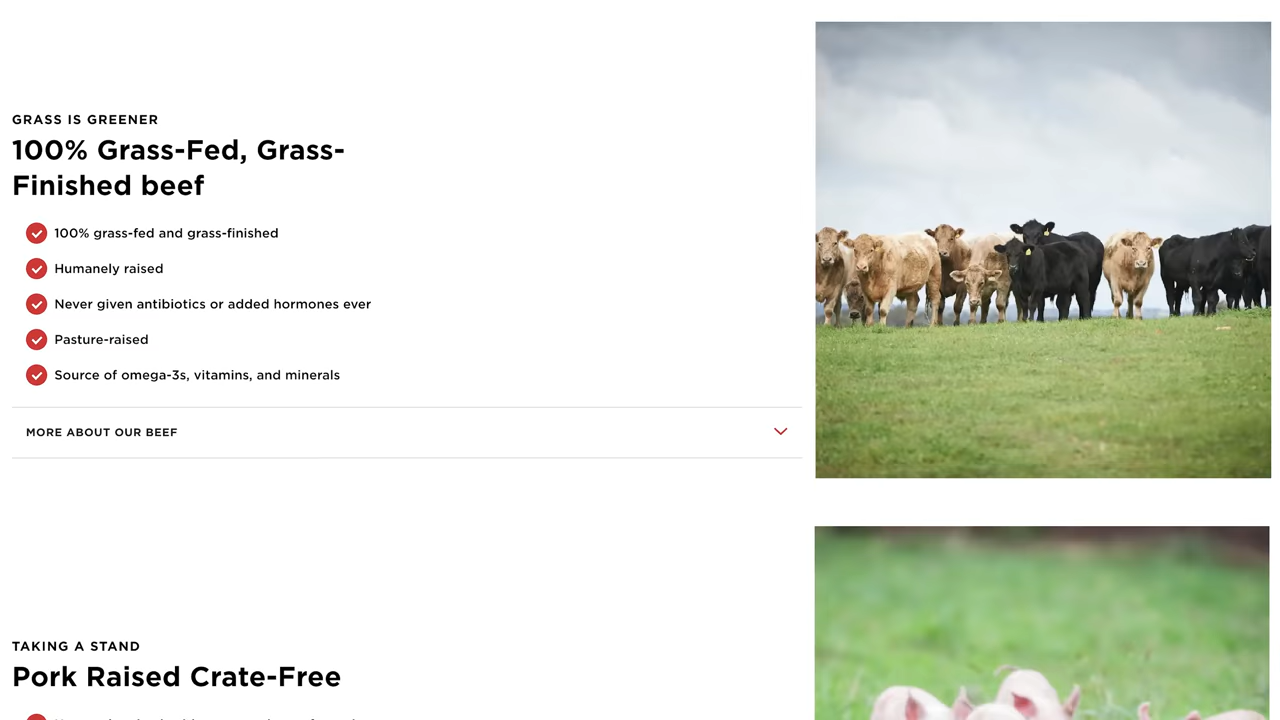 GRASS IS GREENER
100% Grass-Fed, Grass-
Finished beef
100% grass-fed and grass-finished
Humanely raised
Never given antibiotics or added hormones ever
Pasture-raised
Source of omega-3s, vitamins, and minerals
MORE ABOUT OUR BEEF
TAKING A STAND
Pork Raised Crate-Free